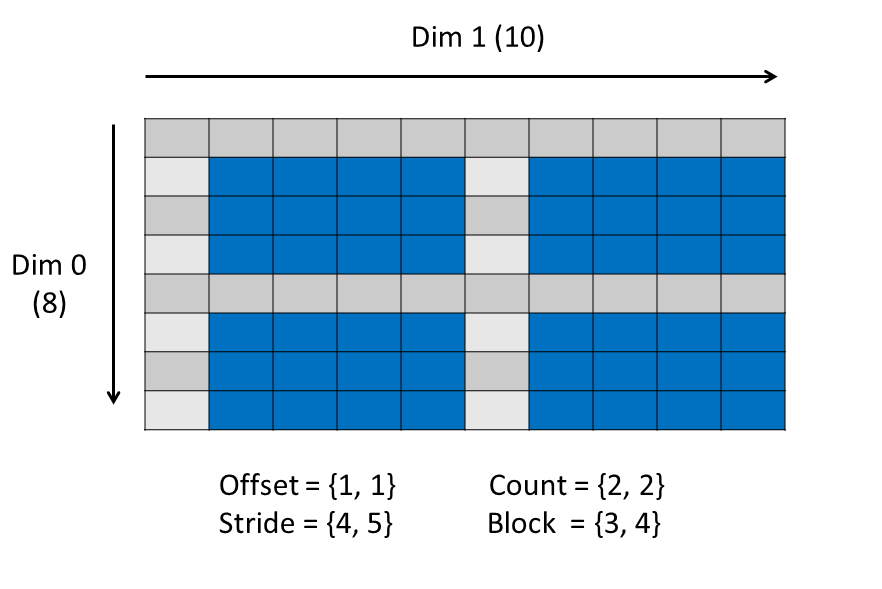 Dim 1 (10)
Dim 0
(8)
Offset = {1, 1}
Count = {2, 2}
Stride = {4, 5}
Block = {3, 4}